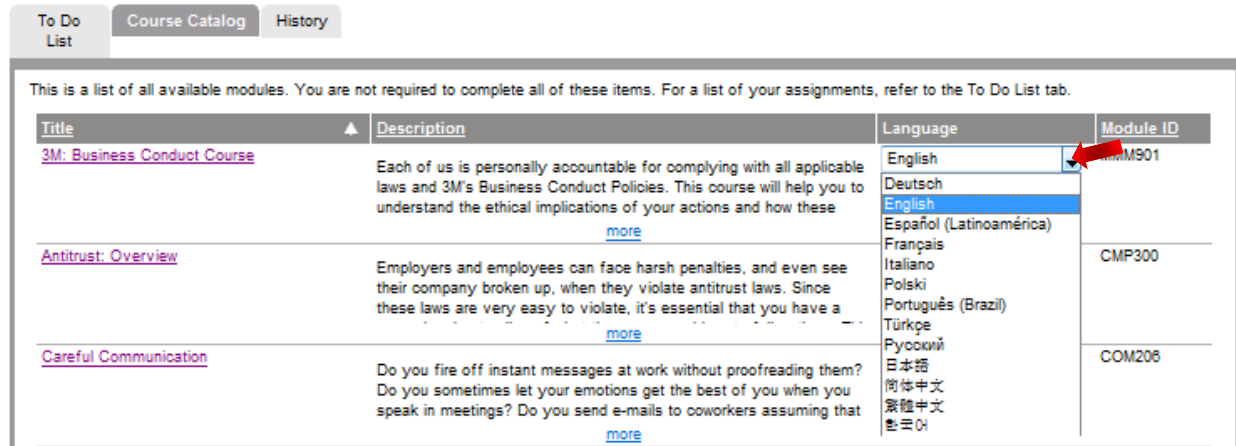 To Do List
Course Catalog
History
This is a list of all available modules. You are not required to complete all of these items. For a list of your assignments, refer to the To Do List tab.
Title
Description
Language
Module ID
3M: Business Conduct Course
Each of us is personally accountable for complying with all applicable
laws and 3M's Business Conduct Policies. This course will help you to
understand the ethical implications of your actions and how these
more
English
Deutsch
English
Español (Latinoamérica)
Français
Italiano
Polski
Português (Brazil)
Türkçe
Русский
日本語
简体中文
繁體中文
한국어
MMM901
Antitrust: Overview
Employers and employees can face harsh penalties, and even see
their company broken up, when they violate antitrust laws. Since
these laws are very easy to violate, it's essential that you have a
more
CMP300
Careful Communication
Do you fire off instant messages at work without proofreading them?
Do you sometimes let your emotions get the best of you when you
speak in meetings? Do you send e-mails to coworkers assuming that
more
COM206